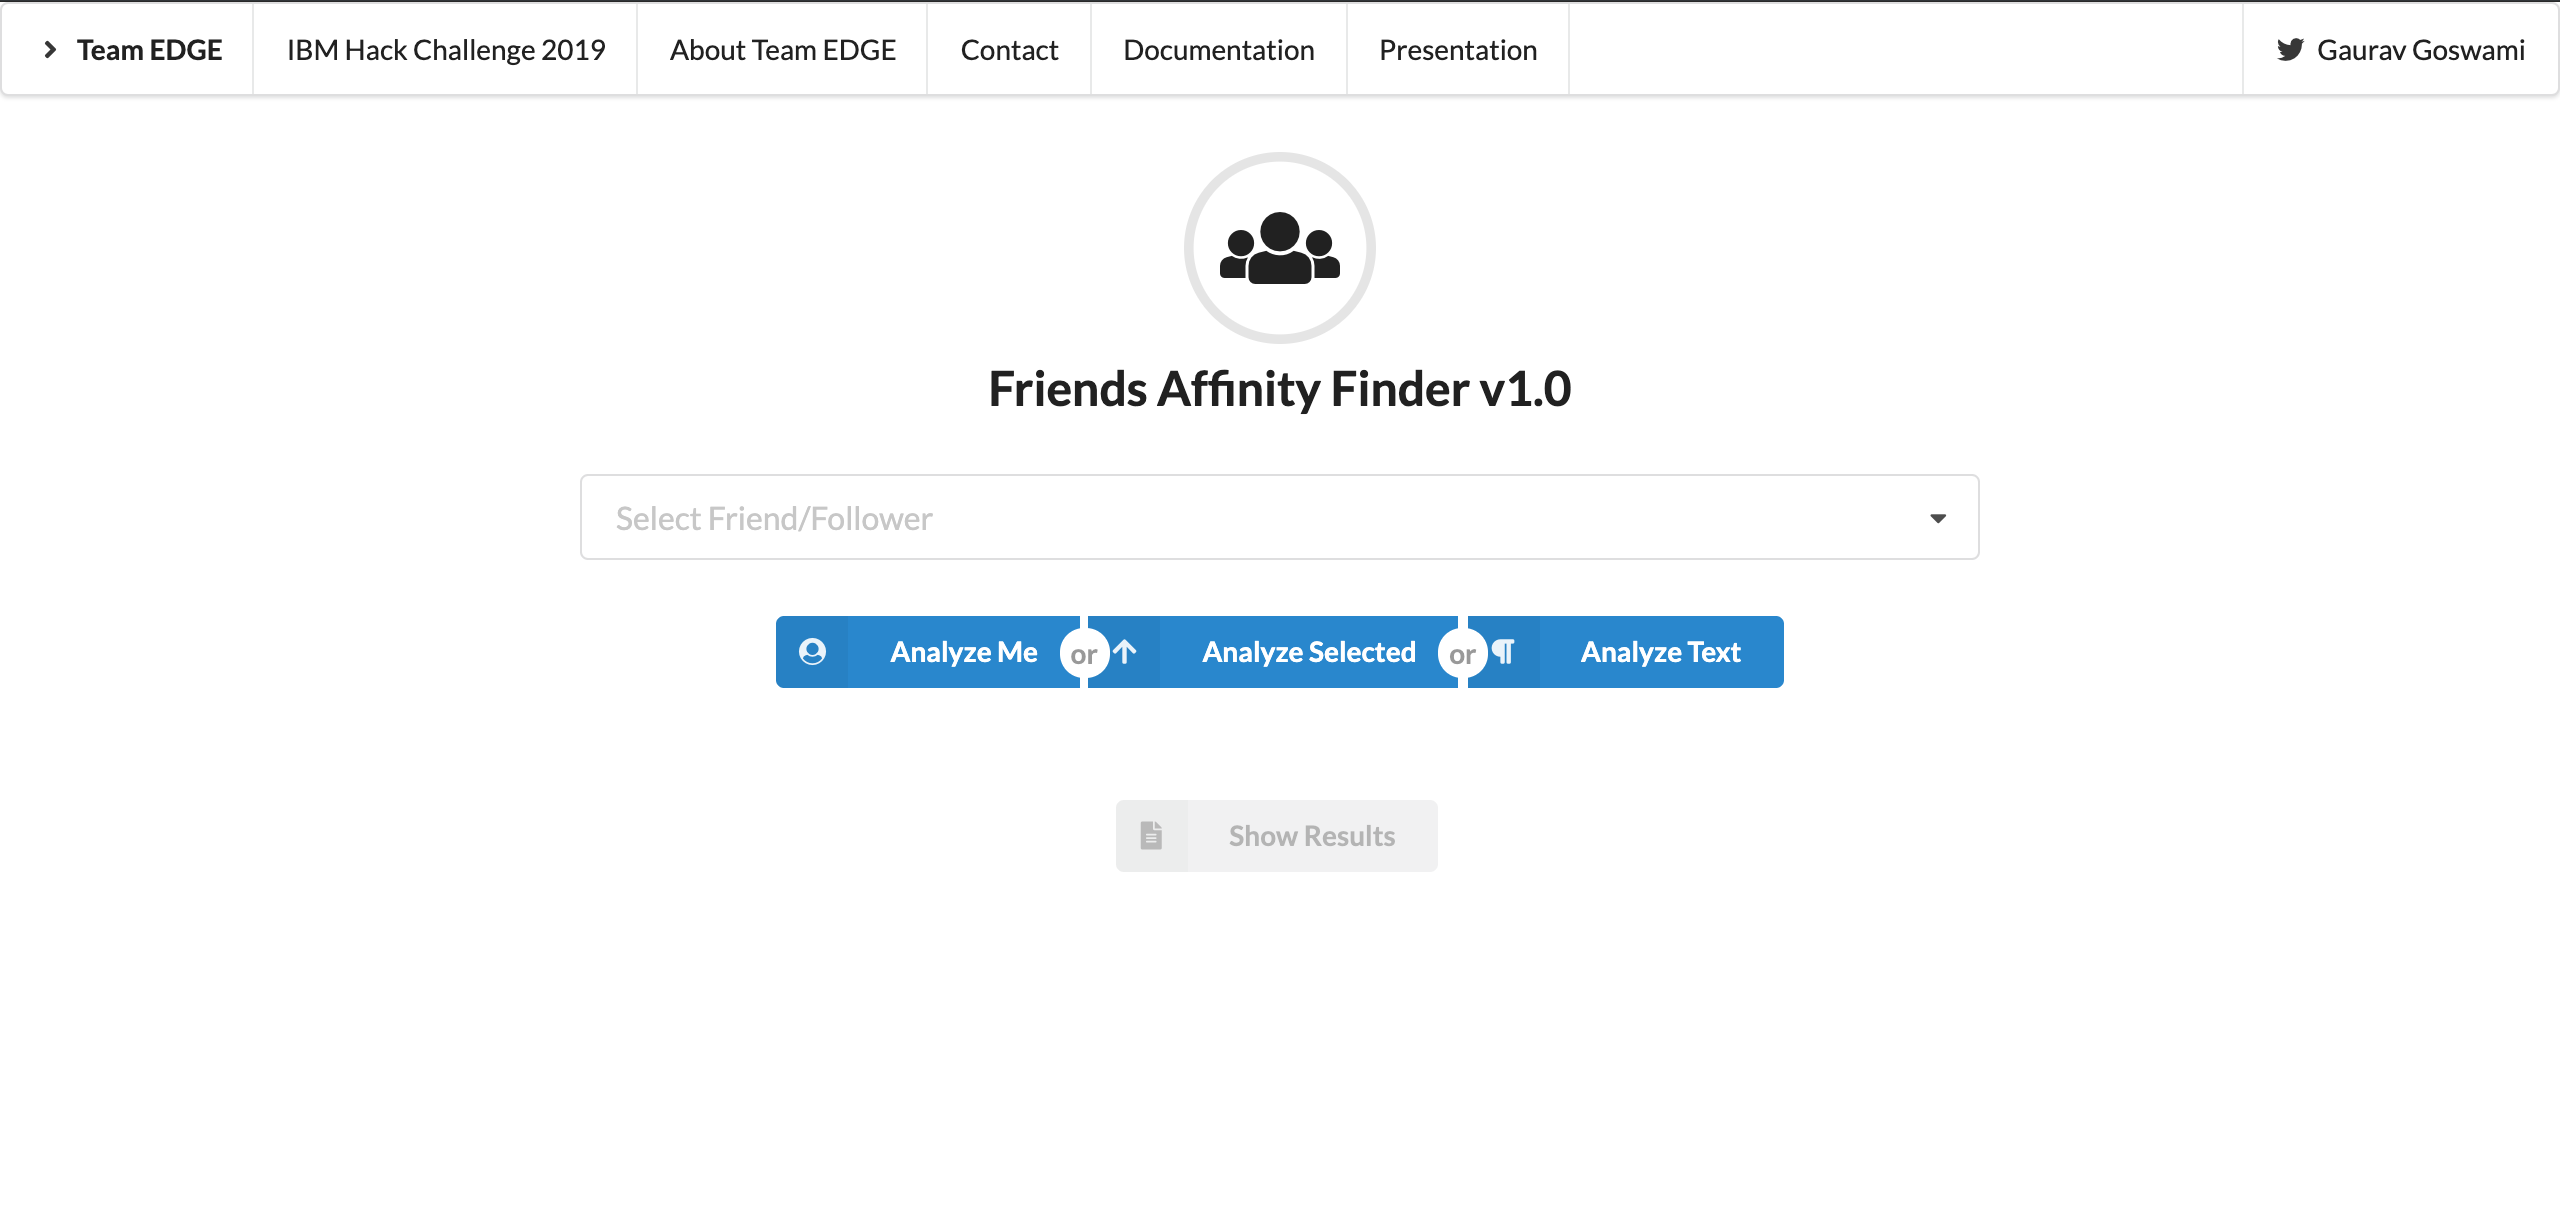 Team EDGE
IBM Hack Challenge 2019
About Team EDGE
Contact
Documentation
Presentation
Gaurav Goswami
Friends Affinity Finder v1.0
Select Friend/Follower
Analyze Me or Analyze Selected or Analyze Text
Show Results